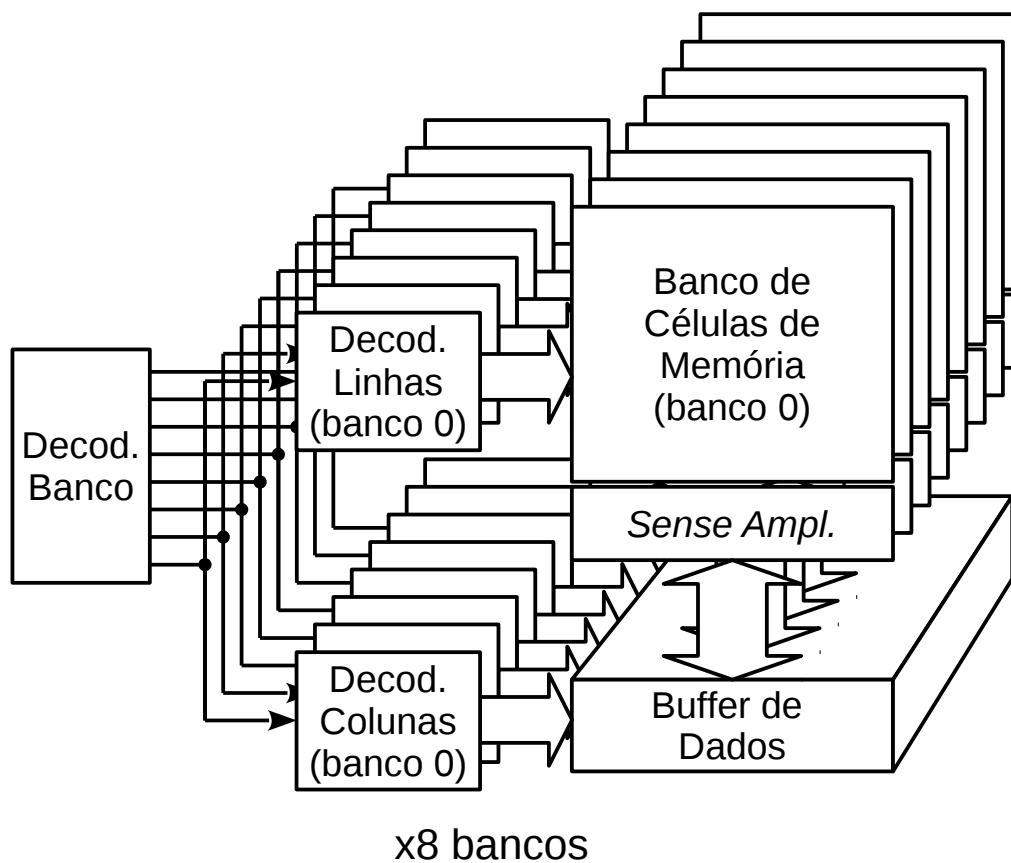 Banco de
Células de
Memória
(banco 0)
Decod.
Linhas
(banco 0)
Decod.
Banco
Sense Ampl.
Decod.
Colunas
(banco 0)
Buffer de
Dados
x8 bancos